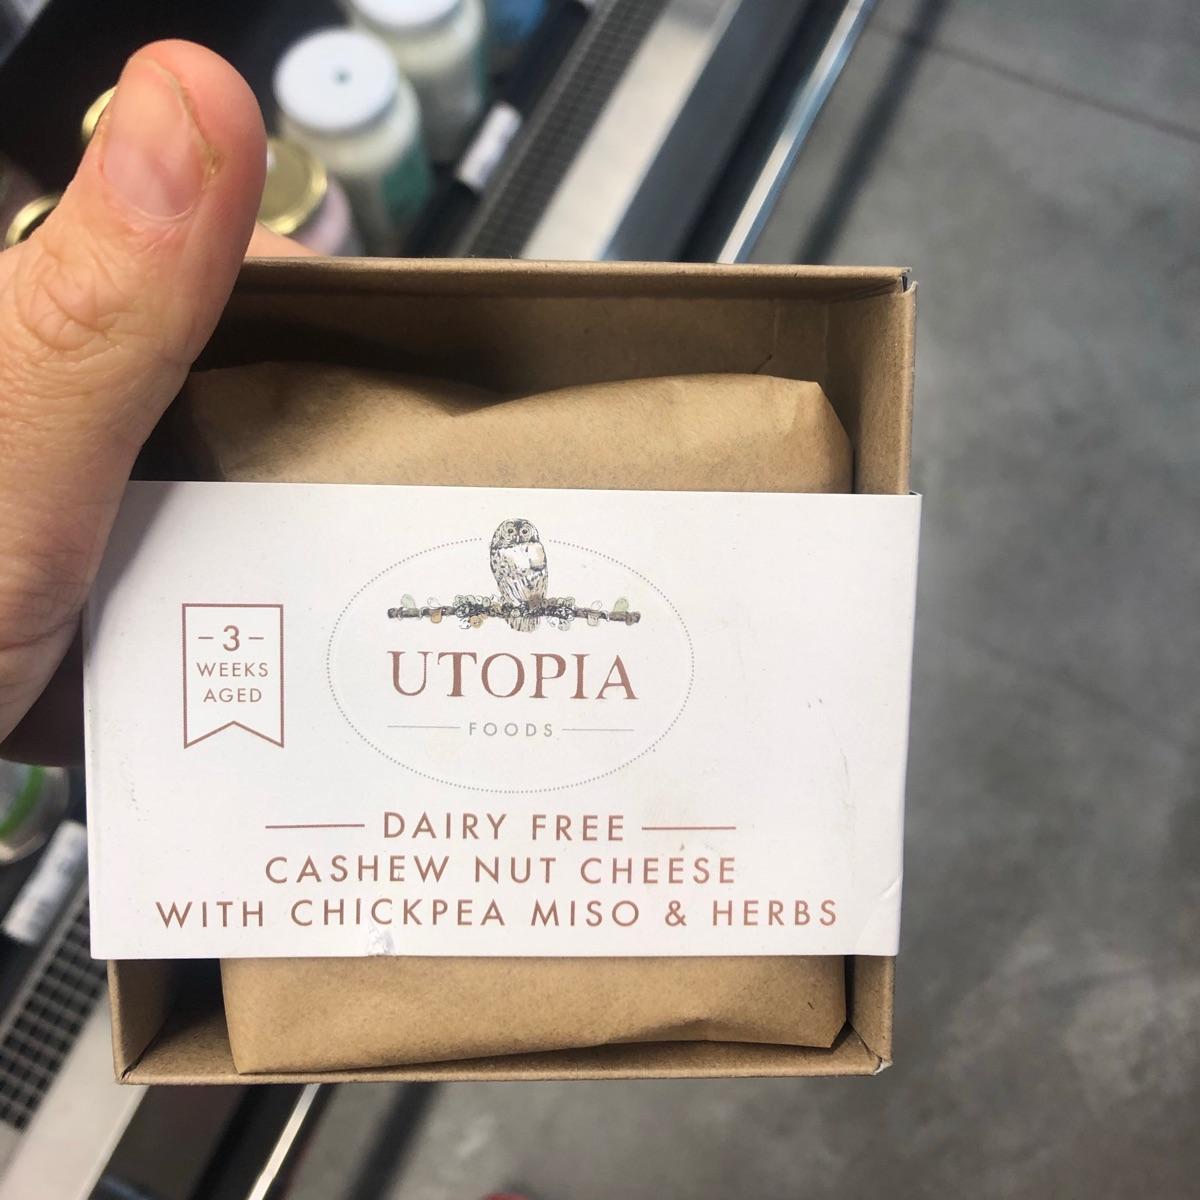 - 3 -
WEEKS
AGED
UTOPIA
FOODS
DAIRY FREE
CASHEW NUT CHEESE
WITH CHICKPEA MISO & HERBS